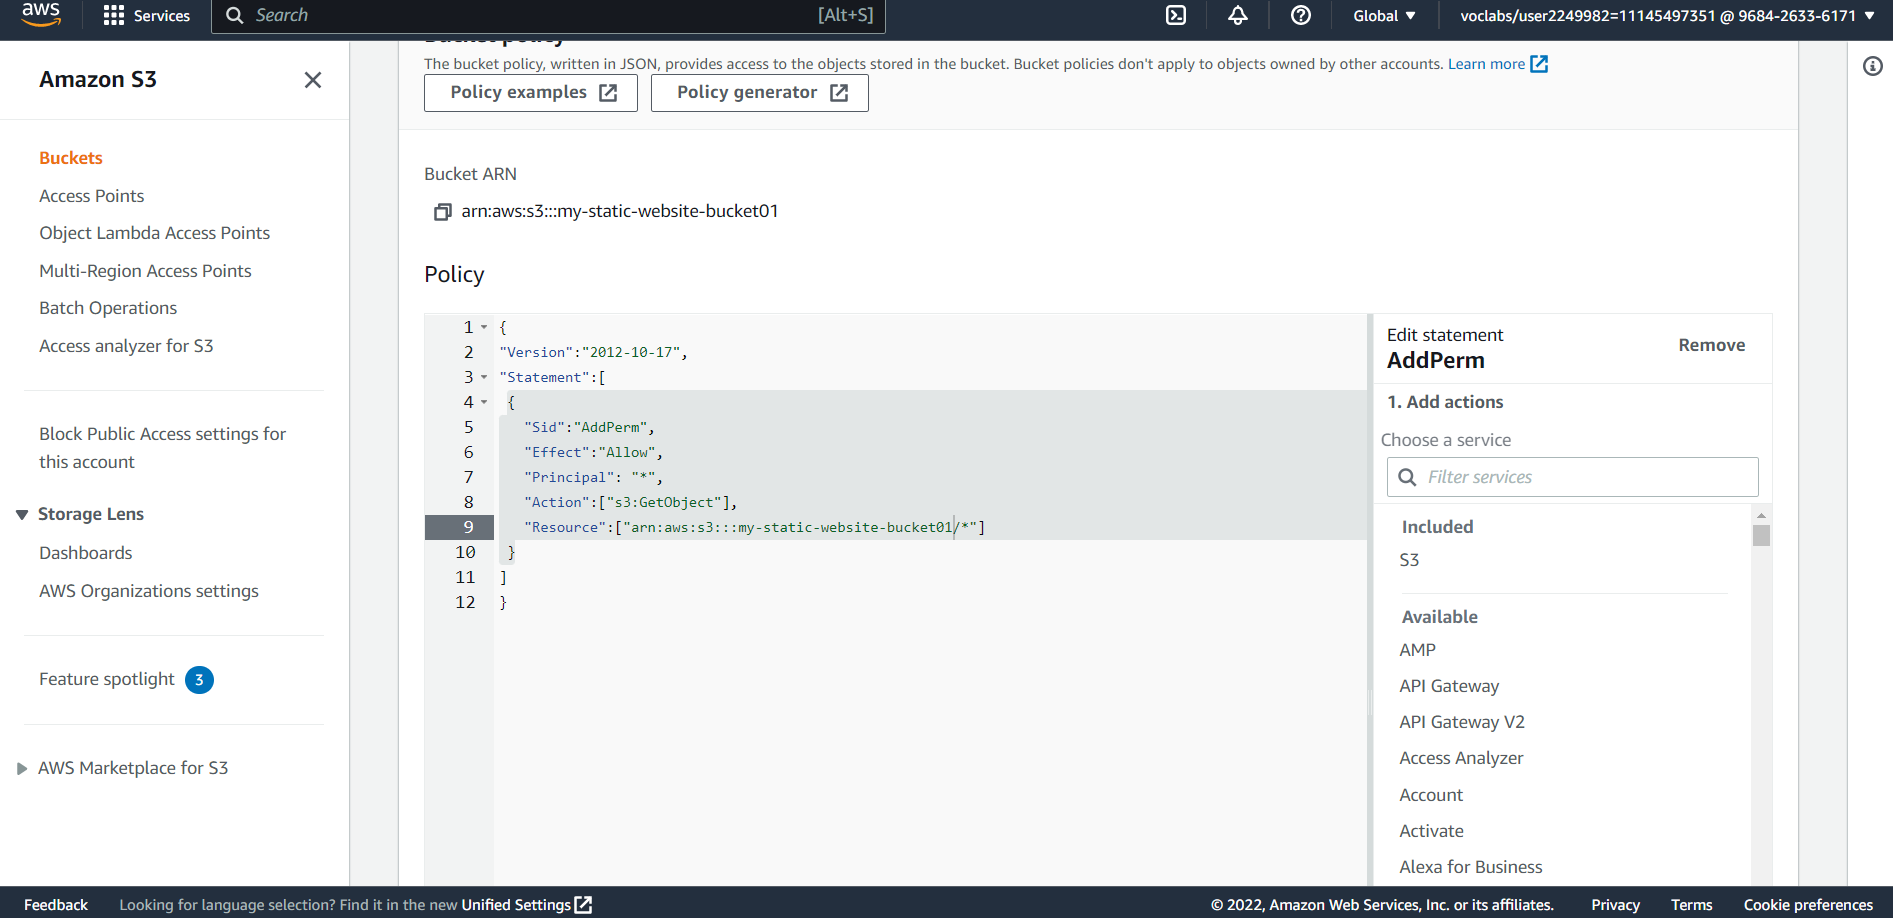 aws
Services
Search
[Alt+S]
Global
voclabs/user2249982=11145497351 @ 9684-2633-6171
Amazon S3
Buckets
Access Points
Object Lambda Access Points
Multi-Region Access Points
Batch Operations
Access analyzer for S3
Block Public Access settings for
this account
Storage Lens
Dashboards
AWS Organizations settings
Feature spotlight 3
AWS Marketplace for S3
Bucket policy
The bucket policy, written in JSON, provides access to the objects stored in the bucket. Bucket policies don't apply to objects owned by other accounts. Learn more
Policy examples
Policy generator
Bucket ARN
arn:aws:s3:::my-static-website-bucket01
Policy
1 {
2 "Version":"2012-10-17",
3 "Statement":[
4 {
5 "Sid":"AddPerm",
6 "Effect":"Allow",
7 "Principal": "*",
8 "Action":["s3:GetObject"],
9 "Resource":["arn:aws:s3:::my-static-website-bucket01/*"]
10 }
11 ]
12 }
Edit statement
AddPerm
Remove
1. Add actions
Choose a service
Filter services
Included
S3
Available
AMP
API Gateway
API Gateway V2
Access Analyzer
Account
Activate
Alexa for Business
Feedback
Looking for language selection? Find it in the new Unified Settings
© 2022, Amazon Web Services, Inc. or its affiliates.
Privacy
Terms
Cookie preferences